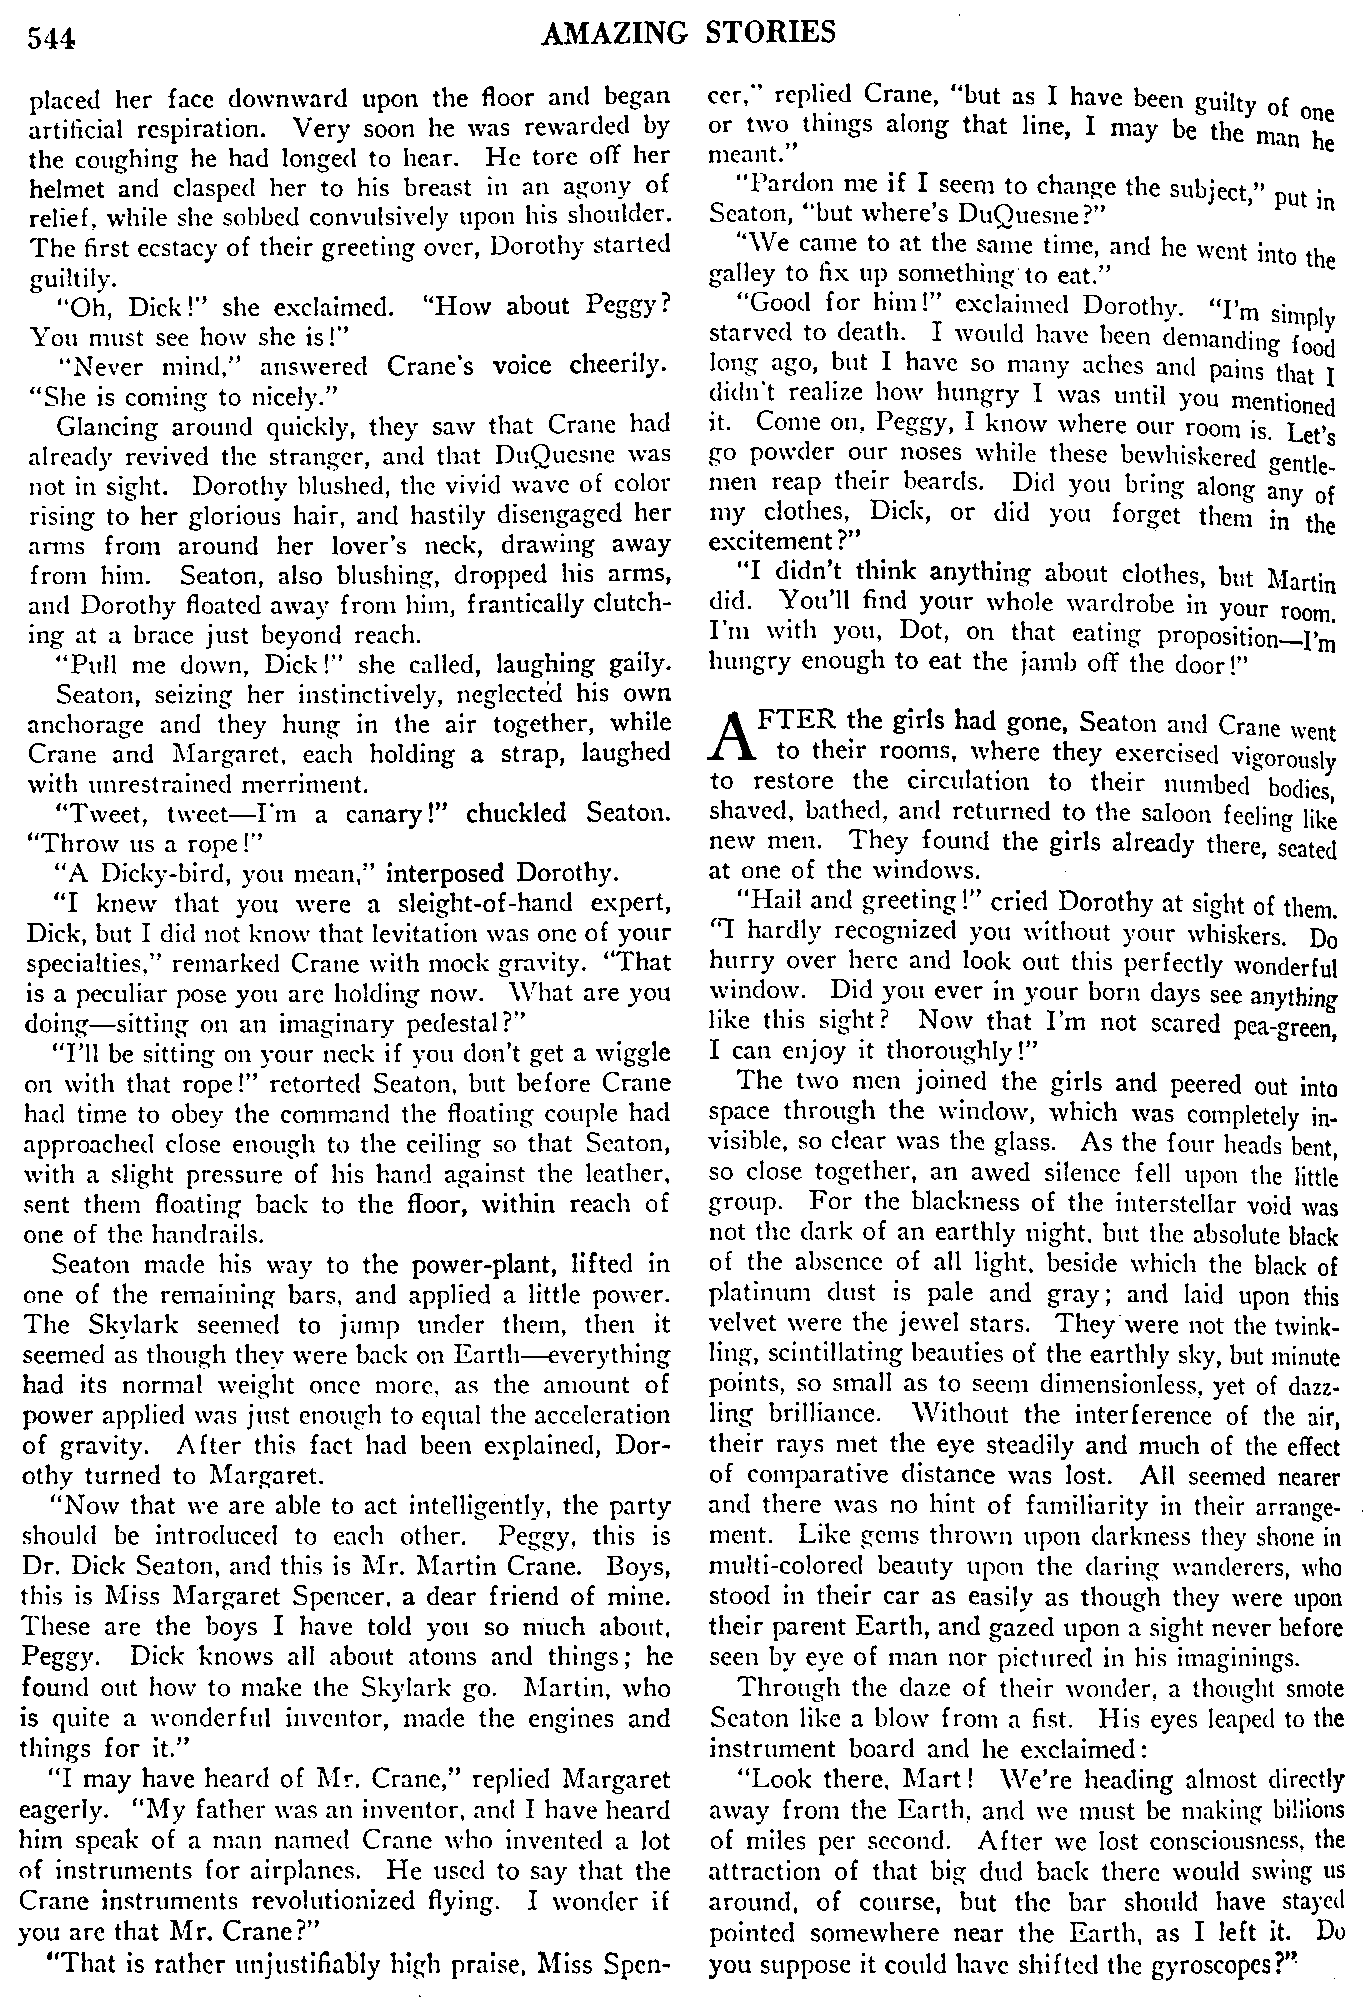 544
AMAZING STORIES
placed her face downward upon the floor and began
artificial respiration. Very soon he was rewarded by
the coughing he had longed to hear. He tore off her
helmet and clasped her to his breast in an agony of
relief, while she sobbed convulsively upon his shoulder.
The first ecstacy of their greeting over, Dorothy started
guiltily.
"Oh, Dick!" she exclaimed. "How about Peggy?
You must see how she is!"
"Never mind," answered Crane's voice cheerily.
"She is coming to nicely."
Glancing around quickly, they saw that Crane had
already revived the stranger, and that DuQuesne was
not in sight. Dorothy blushed, the vivid wave of color
rising to her glorious hair, and hastily disengaged her
arms from around her lover's neck, drawing away
from him. Seaton, also blushing, dropped his arms,
and Dorothy floated away from him, frantically clutch-
ing at a brace just beyond reach.
"Pull me down, Dick!" she called, laughing gaily.
Seaton, seizing her instinctively, neglected his own
anchorage and they hung in the air together, while
Crane and Margaret, each holding a strap, laughed
with unrestrained merriment.
"Tweet, tweet—I'm a canary!" chuckled Seaton.
"Throw us a rope!"
"A Dicky-bird, you mean," interposed Dorothy.
"I knew that you were a sleight-of-hand expert,
Dick, but I did not know that levitation was one of your
specialties," remarked Crane with mock gravity. "That
is a peculiar pose you are holding now. What are you
doing—sitting on an imaginary pedestal?"
"I'll be sitting on your neck if you don't get a wiggle
on with that rope!" retorted Seaton, but before Crane
had time to obey the command the floating couple had
approached close enough to the ceiling so that Seaton,
with a slight pressure of his hand against the leather,
sent them floating back to the floor, within reach of
one of the handrails.
Seaton made his way to the power-plant, lifted in
one of the remaining bars, and applied a little power.
The Skylark seemed to jump under them, then it
seemed as though they were back on Earth—everything
had its normal weight once more, as the amount of
power applied was just enough to equal the acceleration
of gravity. After this fact had been explained, Dor-
othy turned to Margaret.
"Now that we are able to act intelligently, the party
should be introduced to each other. Peggy, this is
Dr. Dick Seaton, and this is Mr. Martin Crane. Boys,
this is Miss Margaret Spencer, a dear friend of mine.
These are the boys I have told you so much about,
Peggy. Dick knows all about atoms and things; he
found out how to make the Skylark go. Martin, who
is quite a wonderful inventor, made the engines and
things for it."
"I may have heard of Mr. Crane," replied Margaret
eagerly. "My father was an inventor, and I have heard
him speak of a man named Crane who invented a lot
of instruments for airplanes. He used to say that the
Crane instruments revolutionized flying. I wonder if
you are that Mr. Crane?"
"That is rather unjustifiably high praise, Miss Spen-
cer," replied Crane, "but as I have been guilty of one
or two things along that line, I may be the man he
meant."
"Pardon me if I seem to change the subject," put in
Seaton, "but where's DuQuesne?"
"We came to at the same time, and he went into the
galley to fix up something to eat."
"Good for him!" exclaimed Dorothy. "I'm simply
starved to death. I would have been demanding food
long ago, but I have so many aches and pains that I
didn't realize how hungry I was until you mentioned
it. Come on, Peggy, I know where our room is. Let's
go powder our noses while these bewhiskered gentle-
men reap their beards. Did you bring along any of
my clothes, Dick, or did you forget them in the
excitement?"
"I didn't think anything about clothes, but Martin
did. You'll find your whole wardrobe in your room.
I'm with you, Dot, on that eating proposition—I'm
hungry enough to eat the jamb off the door!"
AFTER the girls had gone, Seaton and Crane went
to their rooms, where they exercised vigorously
to restore the circulation to their numbed bodies,
shaved, bathed, and returned to the saloon feeling like
new men. They found the girls already there, seated
at one of the windows.
"Hail and greeting!" cried Dorothy at sight of them.
"I hardly recognized you without your whiskers. Do
hurry over here and look out this perfectly wonderful
window. Did you ever in your born days see anything
like this sight? Now that I'm not scared pea-green,
I can enjoy it thoroughly!"
The two men joined the girls and peered out into
space through the window, which was completely in-
visible, so clear was the glass. As the four heads bent,
so close together, an awed silence fell upon the little
group. For the blackness of the interstellar void was
not the dark of an earthly night, but the absolute black
of the absence of all light, beside which the black of
platinum dust is pale and gray; and laid upon this
velvet were the jewel stars. They were not the twink-
ling, scintillating beauties of the earthly sky, but minute
points, so small as to seem dimensionless, yet of dazz-
ling brilliance. Without the interference of the air,
their rays met the eye steadily and much of the effect
of comparative distance was lost. All seemed nearer
and there was no hint of familiarity in their arrange-
ment. Like gems thrown upon darkness they shone in
multi-colored beauty upon the daring wanderers, who
stood in their car as easily as though they were upon
their parent Earth, and gazed upon a sight never before
seen by eye of man nor pictured in his imaginings.
Through the daze of their wonder, a thought smote
Seaton like a blow from a fist. His eyes leaped to the
instrument board and he exclaimed:
"Look there, Mart! We're heading almost directly
away from the Earth, and we must be making billions
of miles per second. After we lost consciousness, the
attraction of that big dud back there would swing us
around, of course, but the bar should have stayed
pointed somewhere near the Earth, as I left it. Do
you suppose it could have shifted the gyroscopes?"